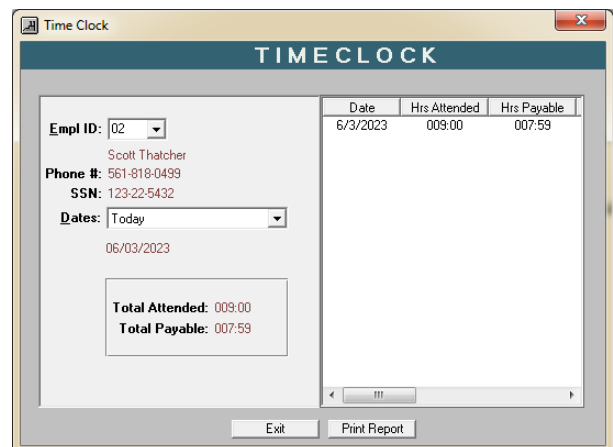 Time Clock
TIMECLOCK
Empl ID: 02
Scott Thatcher
Phone #: 561-818-0499
SSN: 123-22-5432
Dates: Today
06/03/2023
Total Attended: 009:00
Total Payable: 007:59
Date Hrs Attended Hrs Payable
6/3/2023 009:00 007:59
Exit Print Report